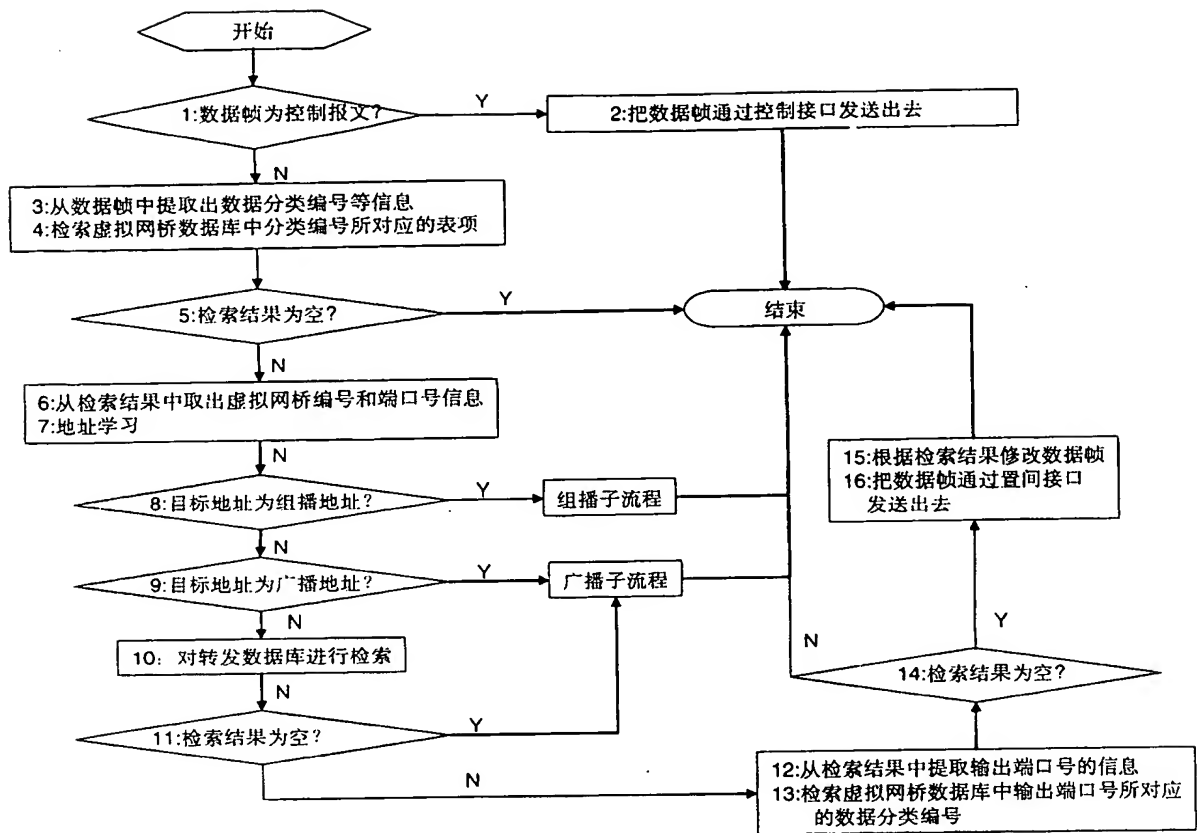 开始
1:数据帧为控制报文?
Y
2:把数据帧通过控制接口发送出去
N
3:从数据帧中提取出数据分类编号等信息
4:检索虚拟网桥数据库中分类编号所对应的表项
5:检索结果为空?
Y
结束
N
6:从检索结果中取出虚拟网桥编号和端口号信息
7:地址学习
N
15:根据检索结果修改数据帧
16:把数据帧通过置间接口
发送出去
8:目标地址为组播地址?
Y
组播子流程
N
9:目标地址为广播地址?
Y
广播子流程
N
10: 对转发数据库进行检索
N
Y
N
14:检索结果为空?
11:检索结果为空?
Y
N
12:从检索结果中提取输出端口号的信息
13:检索虚拟网桥数据库中输出端口号所对应
的数据分类编号